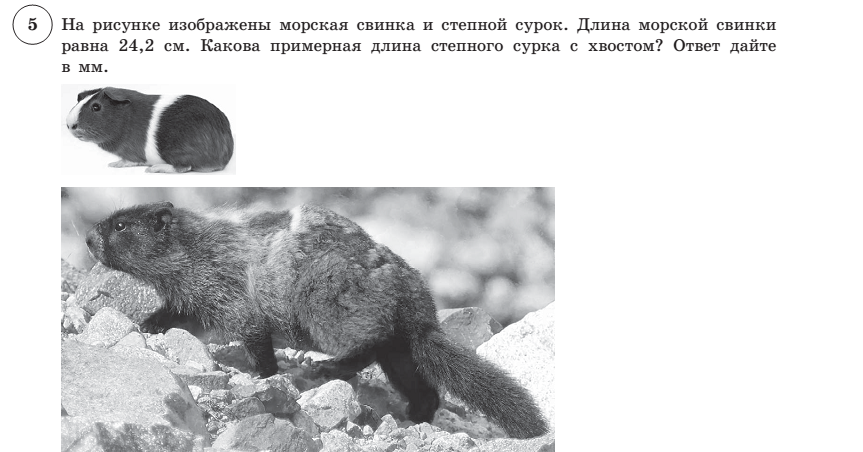 5 На рисунке изображены морская свинка и степной сурок. Длина морской свинки
равна 24,2 см. Какова примерная длина степного сурка с хвостом? Ответ дайте
в мм.